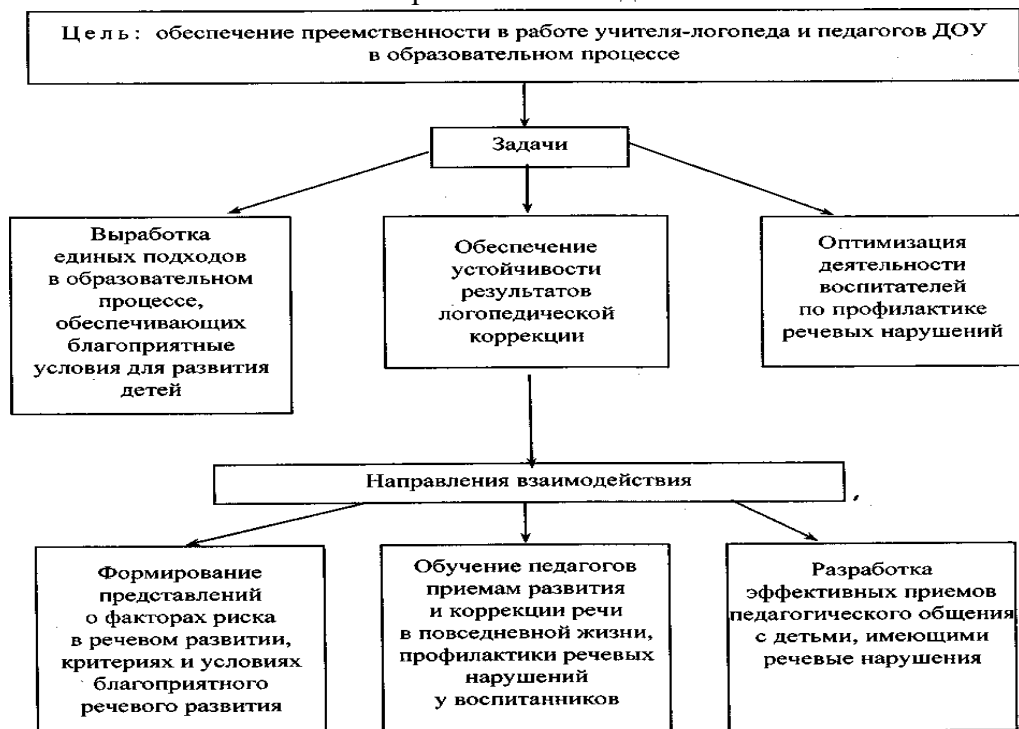 Цель: обеспечение преемственности в работе учителя-логопеда и педагогов ДОУ
в образовательном процессе
Задачи
Выработка
единых подходов
в образовательном
процессе,
обеспечивающих
благоприятные
условия для развития
детей
Обеспечение
устойчивости
результатов
логопедической
коррекции
Оптимизация
деятельности
воспитателей
по профилактике
речевых нарушений
Направления взаимодействия
Формирование
представлений
о факторах риска
в речевом развитии,
критериях и условиях
благоприятного
речевого развития
Обучение педагогов
приемам развития
и коррекции речи
в повседневной жизни,
профилактики речевых
нарушений
у воспитанников
Разработка
эффективных приемов
педагогического общения
с детьми, имеющими
речевые нарушения